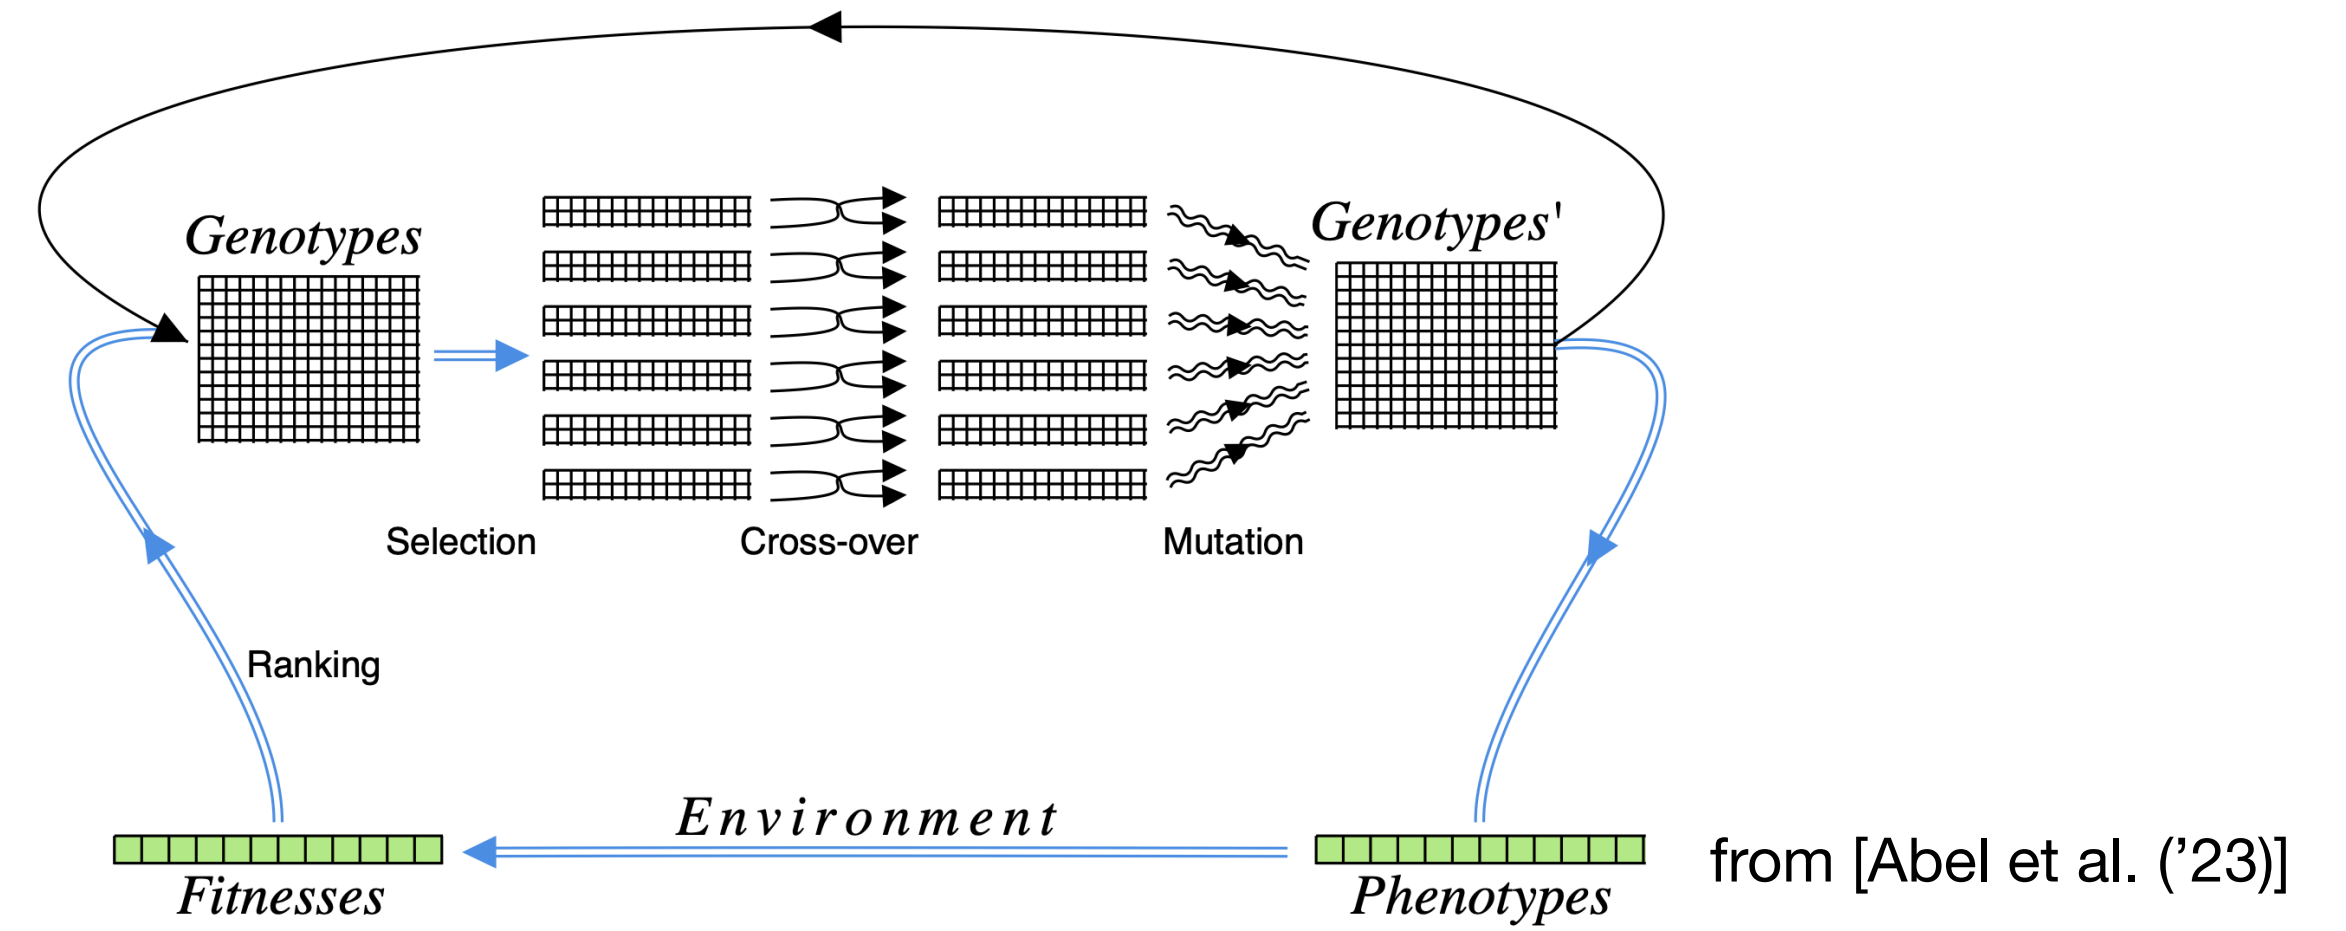 Genotypes
Genotypes'
Selection
Cross-over
Mutation
Ranking
Environment
Fitnesses
Phenotypes
from [Abel et al. (’23)]